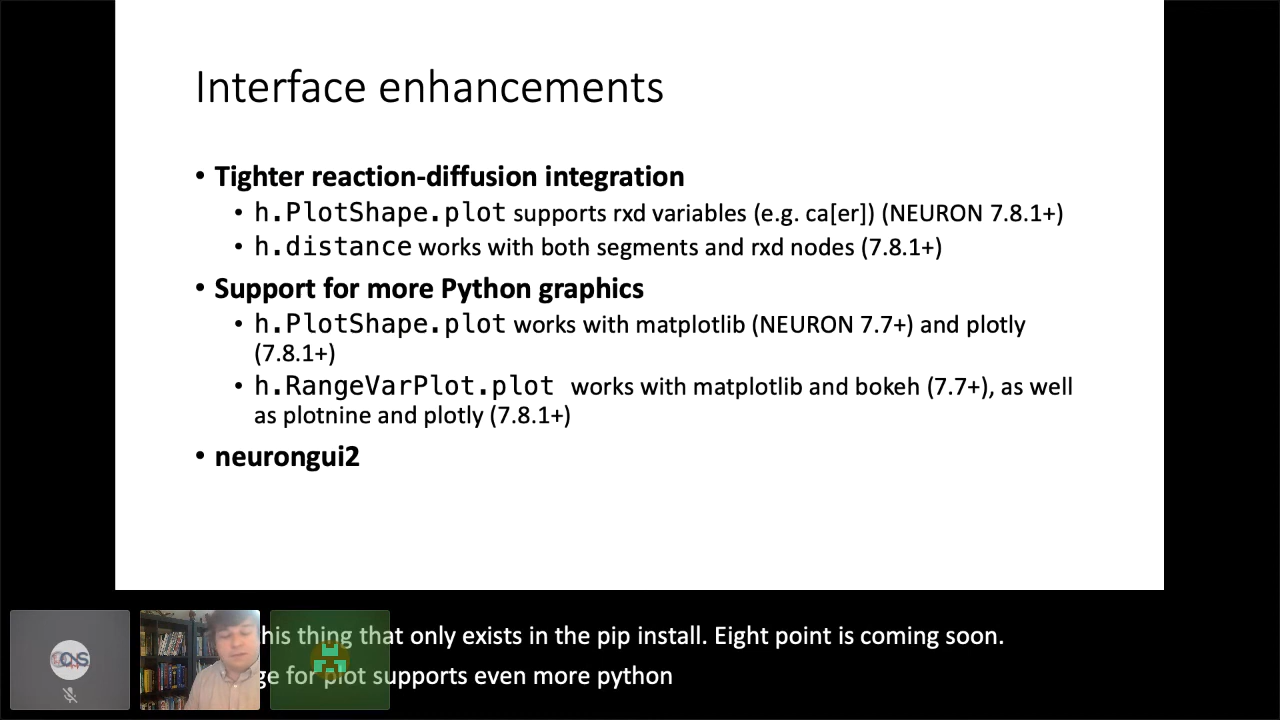 Interface enhancements
• Tighter reaction-diffusion integration
• h.PlotShape.plot supports rxd variables (e.g. ca[er]) (NEURON 7.8.1+)
• h.distance works with both segments and rxd nodes (7.8.1+)
• Support for more Python graphics
• h.PlotShape.plot works with matplotlib (NEURON 7.7+) and plotly
(7.8.1+)
• h.RangeVarPlot.plot works with matplotlib and bokeh (7.7+), as well
as plotnine and plotly (7.8.1+)
• neurongui2
thing that only exists in the pip install. Eight point is coming soon.
for plot supports even more python